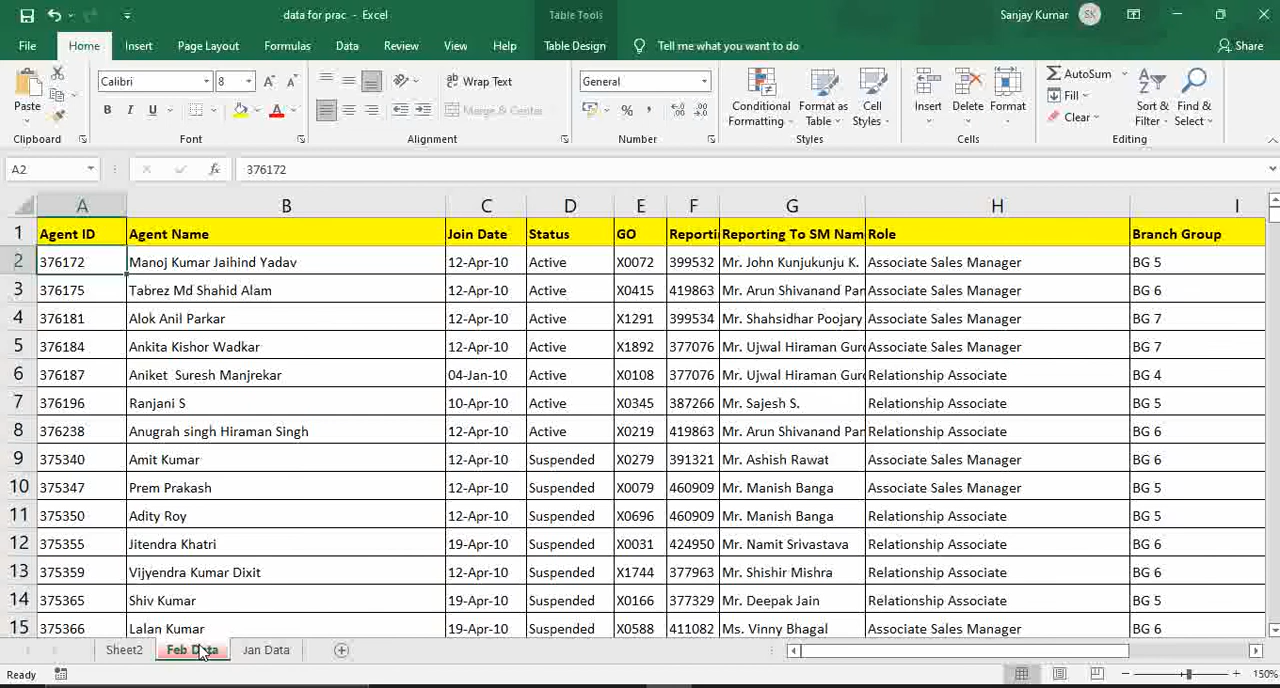 data for prac - Excel
Table Tools
Sanjay Kumar SK
File Home Insert Page Layout Formulas Data Review View Help Table Design Tell me what you want to do Share
Paste
Calibri 8
B I U
A A
Wrap Text
Merge & Center
General
% ,
Conditional Formatting
Format as Table
Cell Styles
Insert Delete Format
AutoSum
Fill
Clear
Sort & Filter
Find & Select
Clipboard Font Alignment Number Styles Cells Editing
A2 fx 376172
A B C D E F G H I
1 Agent ID Agent Name Join Date Status GO Reporti Reporting To SM Nam Role Branch Group
2 376172 Manoj Kumar Jaihind Yadav 12-Apr-10 Active X0072 399532 Mr. John Kunjukunju K. Associate Sales Manager BG 5
3 376175 Tabrez Md Shahid Alam 12-Apr-10 Active X0415 419863 Mr. Arun Shivanand Pan Associate Sales Manager BG 6
4 376181 Alok Anil Parkar 12-Apr-10 Active X1291 399534 Mr. Shahsidhar Poojary Associate Sales Manager BG 7
5 376184 Ankita Kishor Wadkar 12-Apr-10 Active X1892 377076 Mr. Ujwal Hiraman Gur Associate Sales Manager BG 7
6 376187 Aniket Suresh Manjrekar 04-Jan-10 Active X0108 377076 Mr. Ujwal Hiraman Gur Relationship Associate BG 4
7 376196 Ranjani S 10-Apr-10 Active X0345 387266 Mr. Sajesh S. Relationship Associate BG 5
8 376238 Anugrah singh Hiraman Singh 12-Apr-10 Active X0219 419863 Mr. Arun Shivanand Pan Relationship Associate BG 6
9 375340 Amit Kumar 12-Apr-10 Suspended X0279 391321 Mr. Ashish Rawat Associate Sales Manager BG 6
10 375347 Prem Prakash 12-Apr-10 Suspended X0079 460909 Mr. Manish Banga Associate Sales Manager BG 5
11 375350 Adity Roy 12-Apr-10 Suspended X0696 460909 Mr. Manish Banga Relationship Associate BG 5
12 375355 Jitendra Khatri 19-Apr-10 Suspended X0031 424950 Mr. Namit Srivastava Relationship Associate BG 6
13 375359 Vijyendra Kumar Dixit 12-Apr-10 Suspended X1744 377963 Mr. Shishir Mishra Relationship Associate BG 6
14 375365 Shiv Kumar 19-Apr-10 Suspended X0166 377329 Mr. Deepak Jain Relationship Associate BG 5
15 375366 Lalan Kumar 19-Apr-10 Suspended X0588 411082 Ms. Vinny Bhagal Associate Sales Manager BG 6
Sheet2 Feb Data Jan Data
Ready 150%